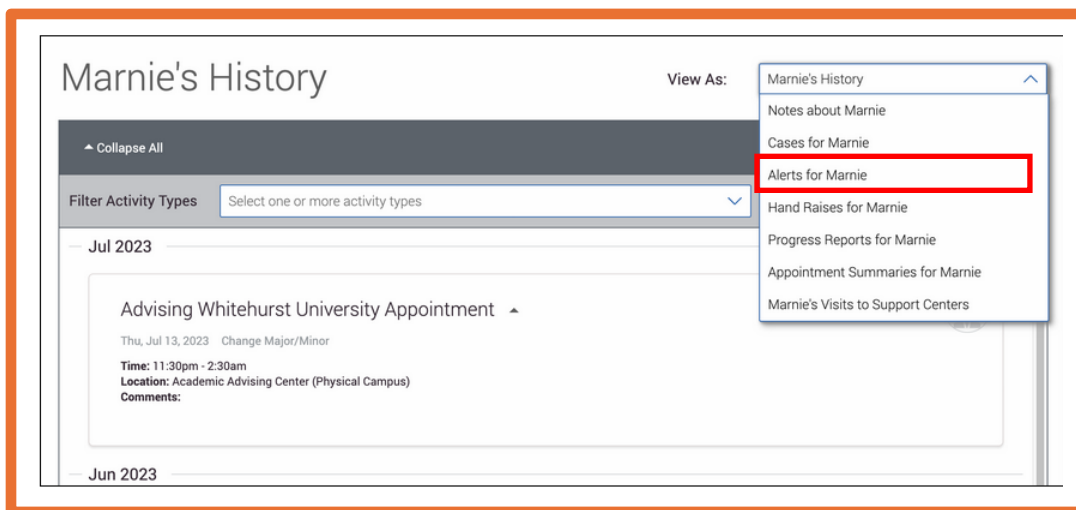 Marnie's History
View As:
Marnie's History
Notes about Marnie
Cases for Marnie
Alerts for Marnie
Hand Raises for Marnie
Progress Reports for Marnie
Appointment Summaries for Marnie
Marnie's Visits to Support Centers
Collapse All
Filter Activity Types
Select one or more activity types
Jul 2023
Advising Whitehurst University Appointment
Thu, Jul 13, 2023 Change Major/Minor
Time: 11:30pm - 2:30am
Location: Academic Advising Center (Physical Campus)
Comments:
Jun 2023